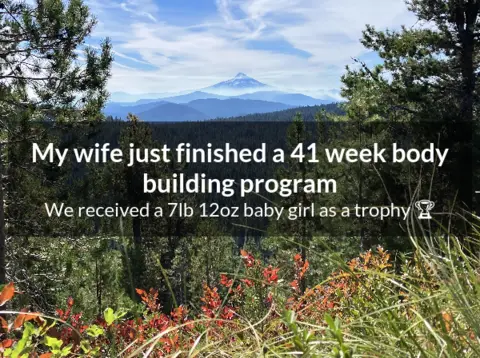 My wife just finished a 41 week body
building program
We received a 7lb 12oz baby girl as a trophy 🏆